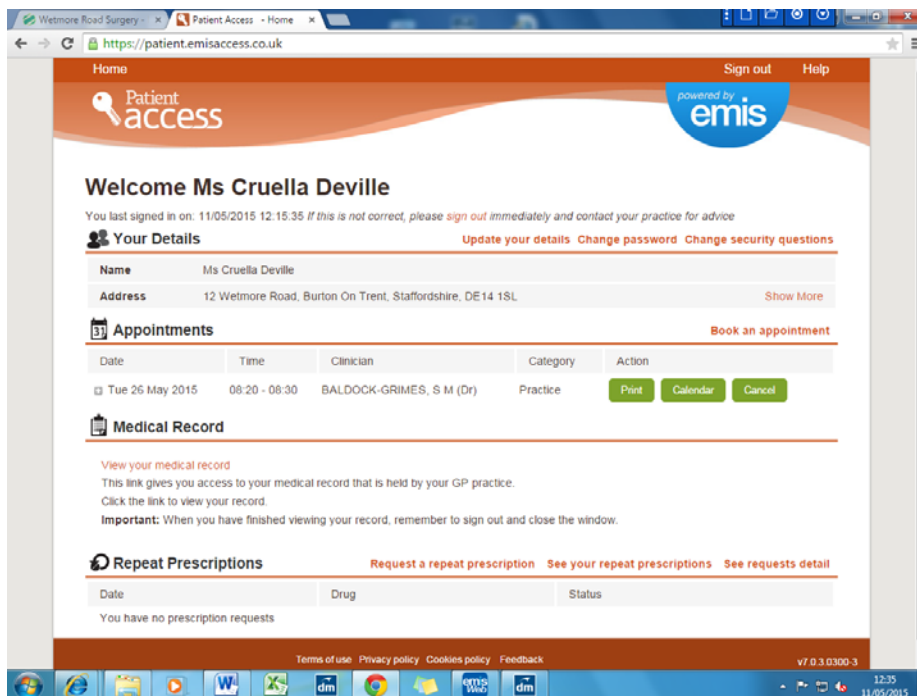 Wetmore Road Surgery -
Patient Access - Home
https://patient.emisaccess.co.uk
Home Sign out Help
Patient access
powered by emis
Welcome Ms Cruella Deville
You last signed in on: 11/05/2015 12:15:35 If this is not correct, please sign out immediately and contact your practice for advice
Your Details Update your details Change password Change security questions
Name Ms Cruella Deville
Address 12 Wetmore Road, Burton On Trent, Staffordshire, DE14 1SL Show More
31 Appointments Book an appointment
Date Time Clinician Category Action
Tue 26 May 2015 08:20 - 08:30 BALDOCK-GRIMES, S M (Dr) Practice Print Calendar Cancel
Medical Record
View your medical record
This link gives you access to your medical record that is held by your GP practice.
Click the link to view your record.
Important: When you have finished viewing your record, remember to sign out and close the window.
Repeat Prescriptions Request a repeat prescription See your repeat prescriptions See requests detail
Date Drug Status
You have no prescription requests
Terms of use Privacy policy Cookies policy Feedback v7.0.3.0300-3
W X dm emis Web dm 12:35
11/05/2015